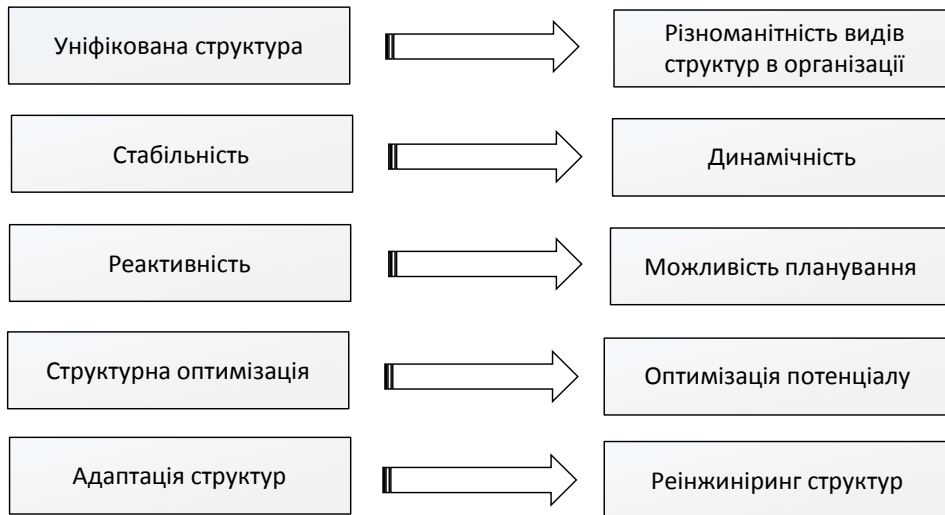 Уніфікована структура
Різноманітність видів
структур в організації
Стабільність
Динамічність
Реактивність
Можливість планування
Структурна оптимізація
Оптимізація потенціалу
Адаптація структур
Реінжиніринг структур